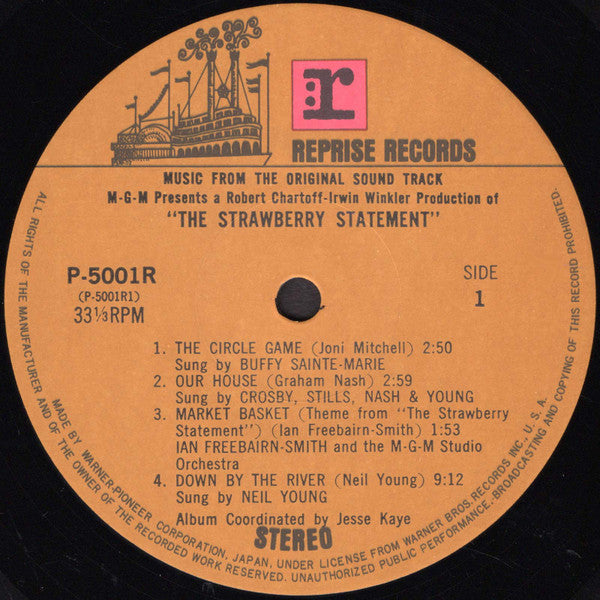 r
REPRISE RECORDS
MUSIC FROM THE ORIGINAL SOUND TRACK
M-G-M Presents a Robert Chartoff-Irwin Winkler Production of
"THE STRAWBERRY STATEMENT"
P-5001R
(P-5001R1)
33⅓RPM
SIDE
1
1. THE CIRCLE GAME (Joni Mitchell) 2:50
Sung by BUFFY SAINTE-MARIE
2. OUR HOUSE (Graham Nash) 2:59
Sung by CROSBY, STILLS, NASH & YOUNG
3. MARKET BASKET (Theme from "The Strawberry
Statement") (Ian Freebairn-Smith) 1:53
IAN FREEBAIRN-SMITH and the M-G-M Studio
Orchestra
4. DOWN BY THE RIVER (Neil Young) 9:12
Sung by NEIL YOUNG
Album Coordinated by Jesse Kaye
STEREO
MADE BY WARNER-PIONEER CORPORATION, JAPAN, UNDER LICENSE FROM WARNER BROS. RECORDS INC., U.S.A.
ALL RIGHTS OF THE MANUFACTURER AND OF THE OWNER OF THE RECORDED WORK RESERVED. UNAUTHORIZED PUBLIC PERFORMANCE, BROADCASTING AND COPYING OF THIS RECORD PROHIBITED.